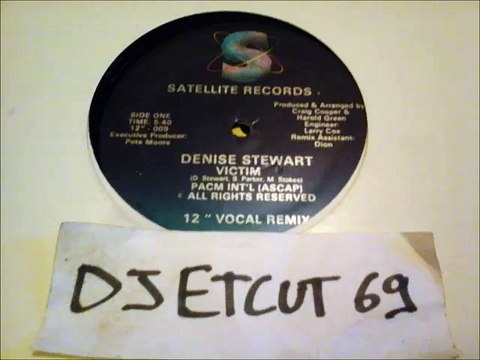 S
SATELLITE RECORDS
SIDE ONE
TIME: 5:40
12" - 009
Executive Producer:
Pete Moore
Produced & Arranged by
Craig Cooper &
Harold Green
Engineer:
Larry Cox
Remix Assistant:
Dion
DENISE STEWART
VICTIM
(D. Stewart, B. Parker, M. Stokes)
PACM INT'L (ASCAP)
ALL RIGHTS RESERVED
12 " VOCAL REMIX
DJ ETCUT 69